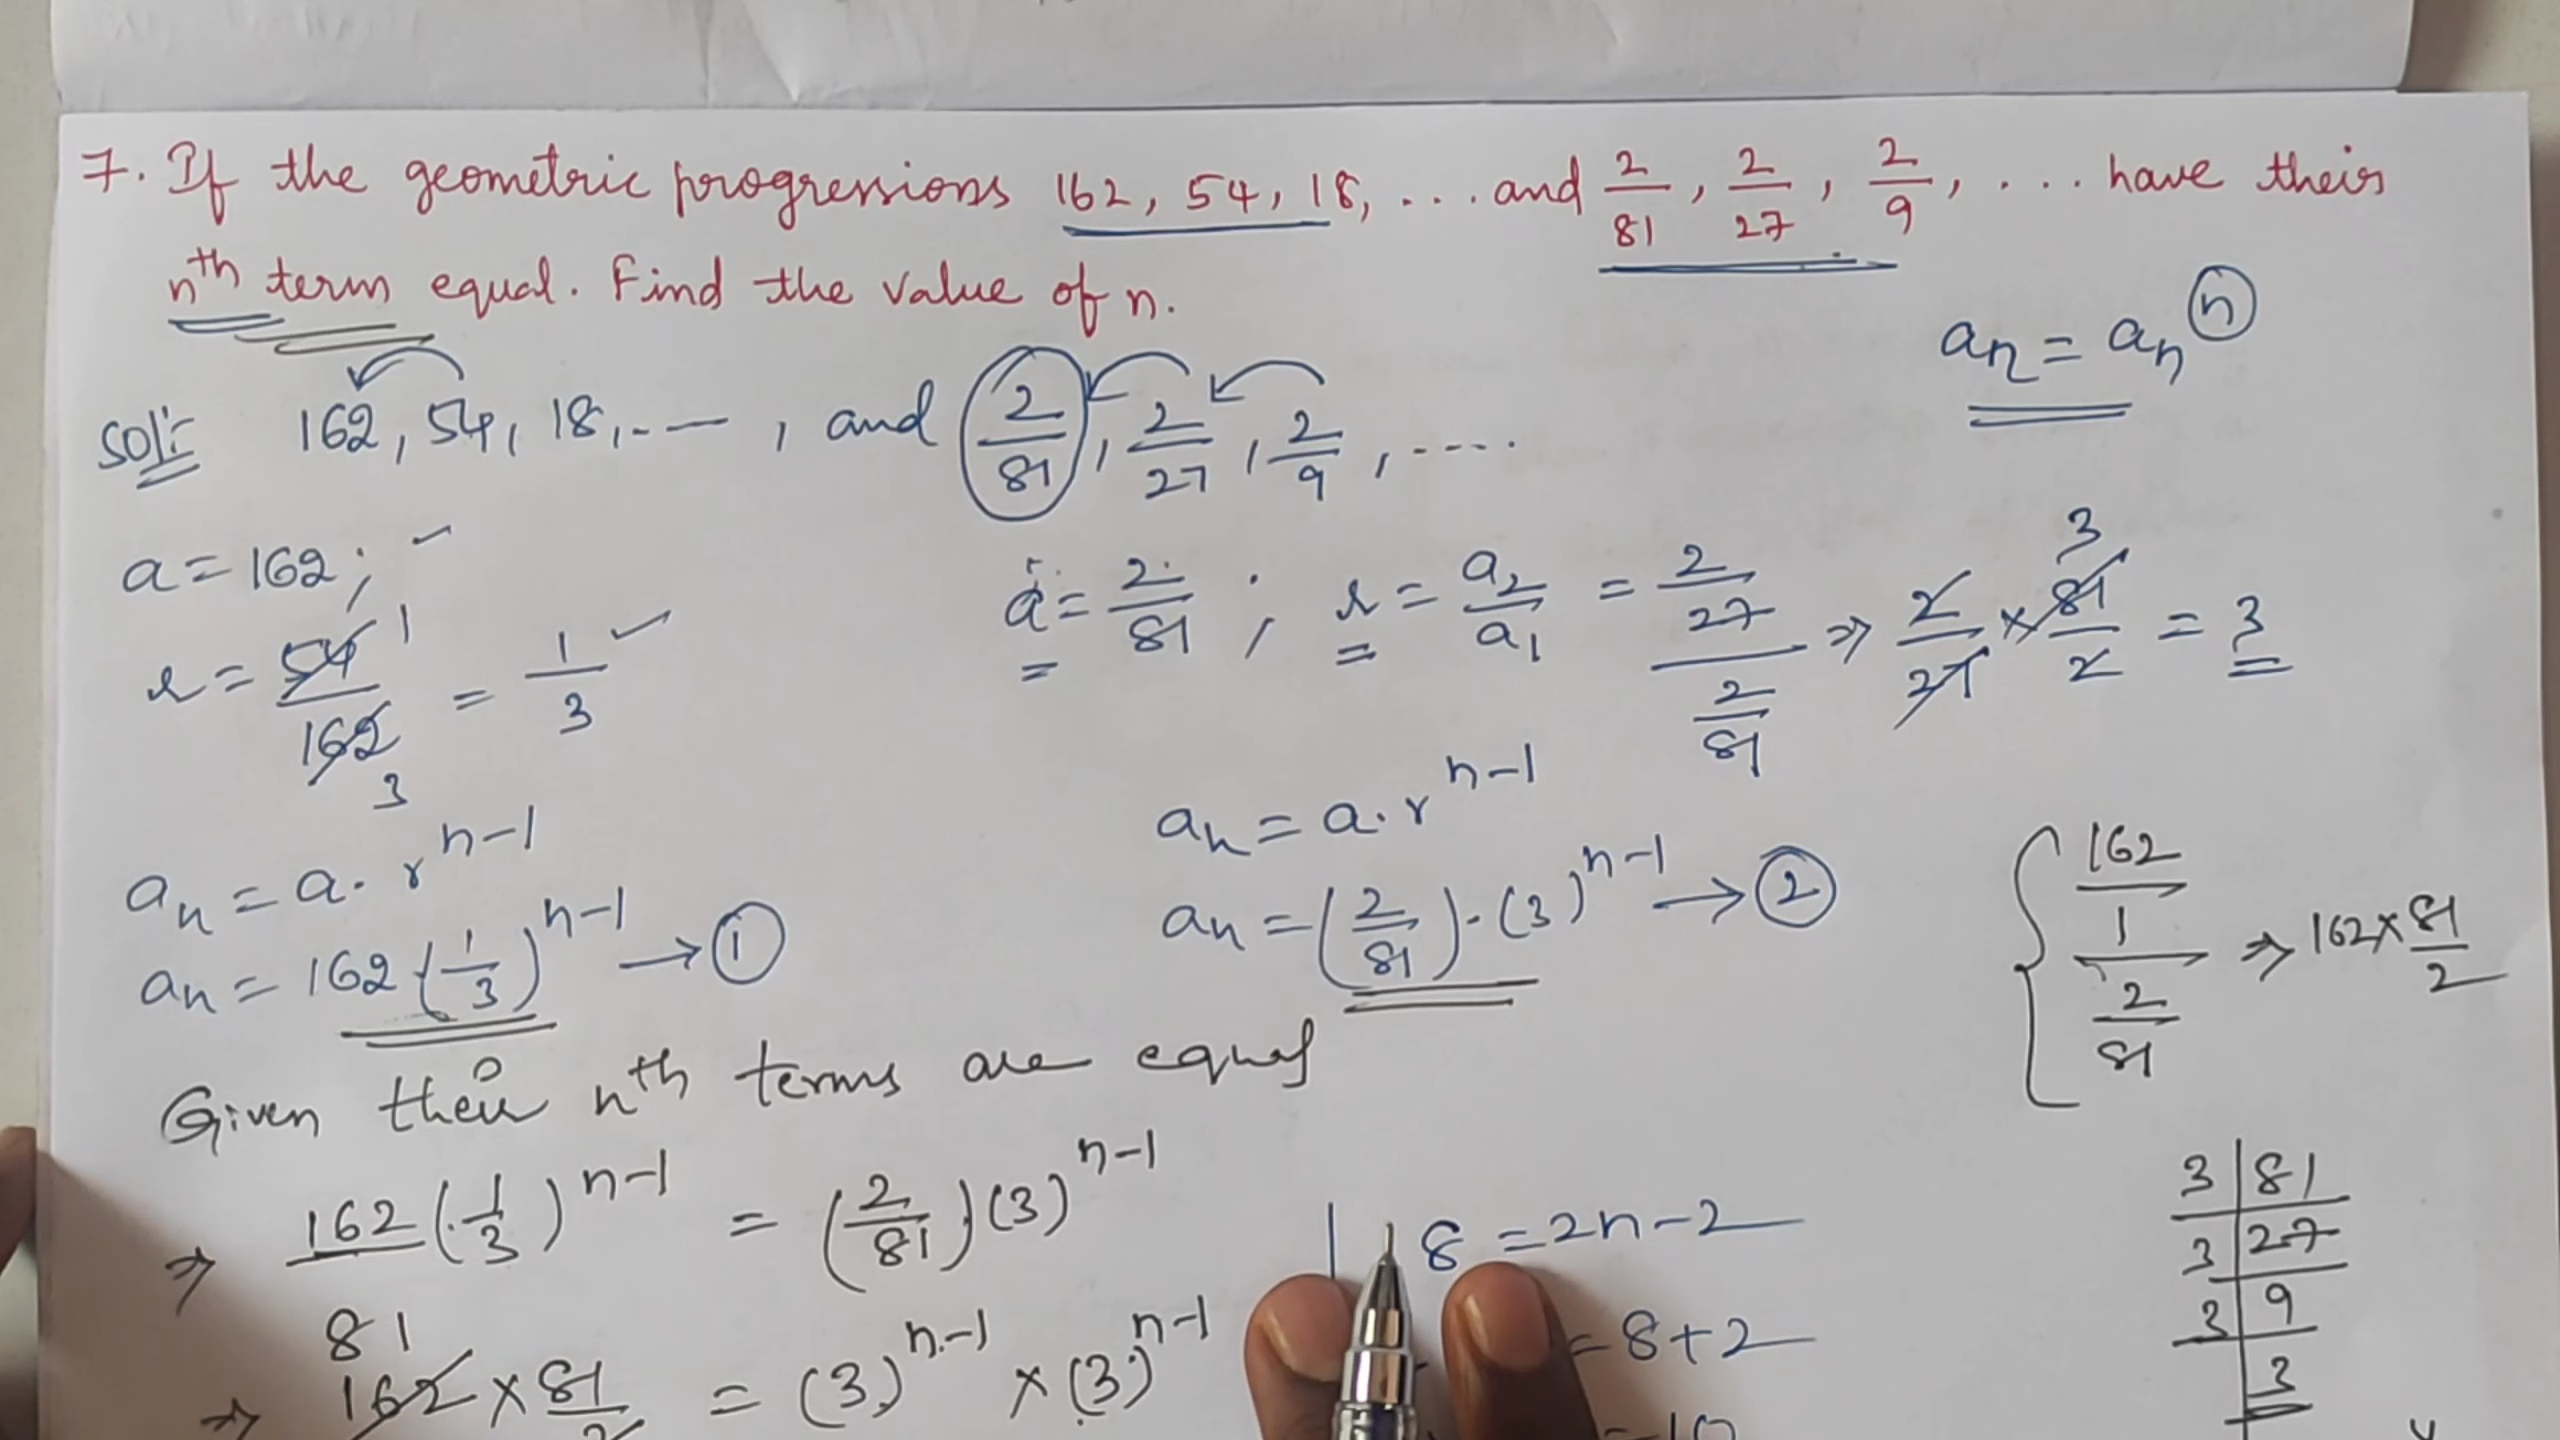 7. If the geometric progressions 162, 54, 18, ... and 2/81, 2/27, 2/9, ... have their
nth term equal. Find the value of n.
an = an (n)
Sol: 162, 54, 18, --- , and 2/81, 2/27, 2/9, ....
a = 162;
r = 54/162 = 1/3
1
3
a = 2/81 ; r = a2/a1 = (2/27)/(2/81) ⇒ 2/27 × 81/2 = 3
3
an = a. r^(n-1)
an = 162 (1/3)^(n-1) → (1)
an = a. r^(n-1)
an = (2/81).(3)^(n-1) → (2)
{ (162/1)/(2/81) ⇒ 162×81/2
Given their nth terms are equal
⇒ 162 (1/3)^(n-1) = (2/81)(3)^(n-1)
81
⇒ 162 × 81/2 = (3)^(n-1) × (3)^(n-1)
8 = 2n-2
= 8+2
= 10
3 | 81
3 | 27
3 | 9
3